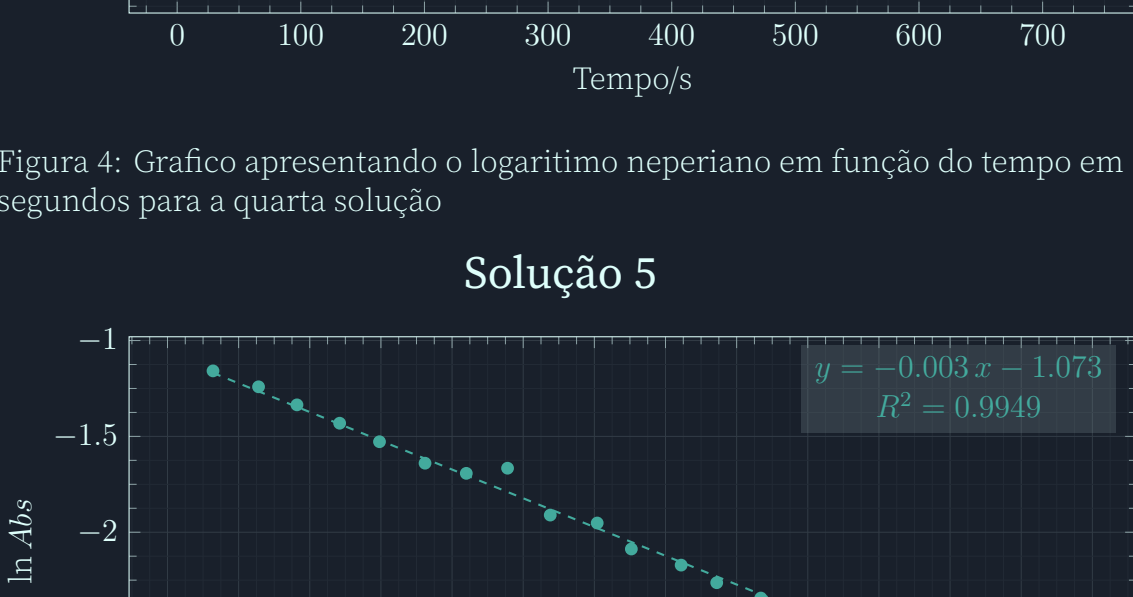 0 100 200 300 400 500 600 700
Tempo/s
Figura 4: Grafico apresentando o logaritimo neperiano em função do tempo em
segundos para a quarta solução
Solução 5
−1
y = −0.003 x − 1.073
R² = 0.9949
−1.5
−2
ln Abs